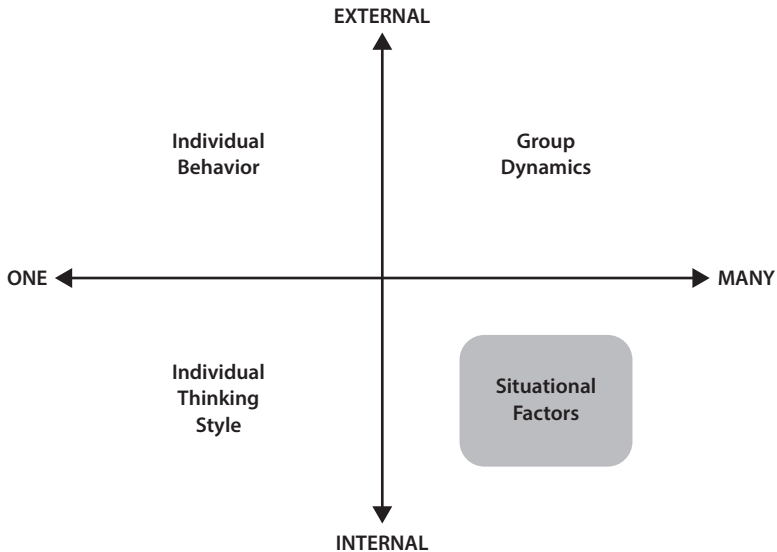 EXTERNAL
Individual
Behavior
Group
Dynamics
ONE
MANY
Individual
Thinking
Style
Situational
Factors
INTERNAL